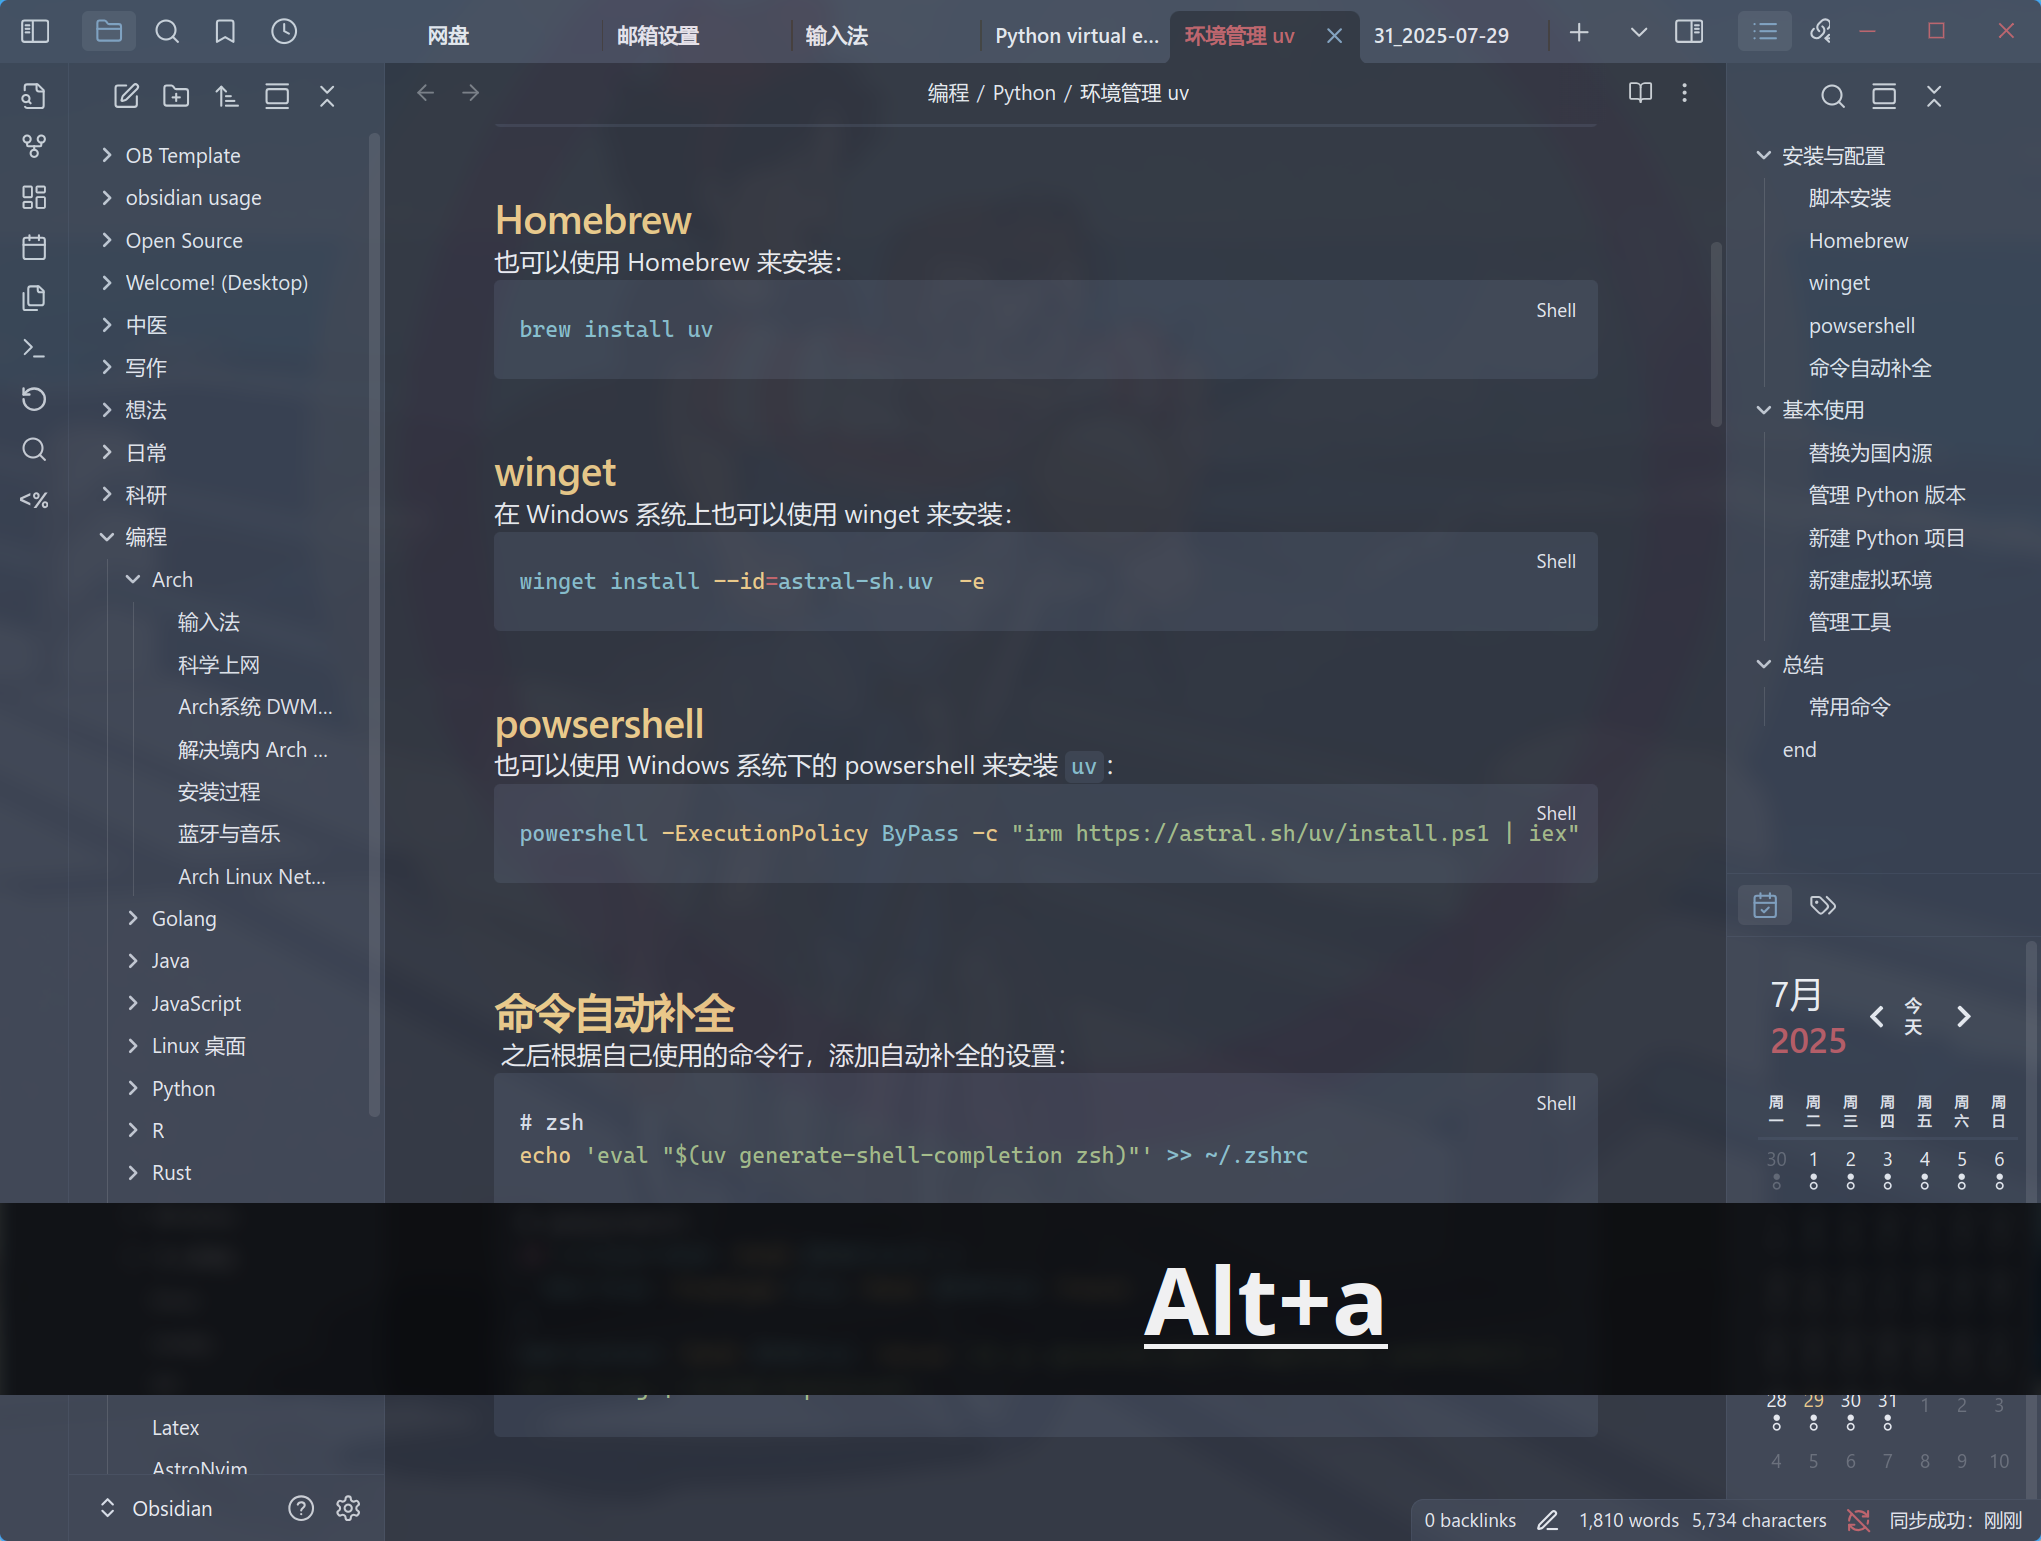 网盘
邮箱设置
输入法
Python virtual e...
环境管理 uv
31_2025-07-29
编程 / Python / 环境管理 uv
<%
OB Template
obsidian usage
Open Source
Welcome! (Desktop)
中医
写作
想法
日常
科研
编程
Arch
输入法
科学上网
Arch系统 DWM...
解决境内 Arch ...
安装过程
蓝牙与音乐
Arch Linux Net...
Golang
Java
JavaScript
Linux 桌面
Python
R
Rust
Latex
AstroNvim
Obsidian
Homebrew
也可以使用 Homebrew 来安装：
Shell
brew install uv
winget
在 Windows 系统上也可以使用 winget 来安装：
Shell
winget install --id=astral-sh.uv  -e
powsershell
也可以使用 Windows 系统下的 powsershell 来安装 uv：
Shell
powershell -ExecutionPolicy ByPass -c "irm https://astral.sh/uv/install.ps1 | iex"
命令自动补全
之后根据自己使用的命令行，添加自动补全的设置：
Shell
# zsh
echo 'eval "$(uv generate-shell-completion zsh)"' >> ~/.zshrc
Alt+a
安装与配置
脚本安装
Homebrew
winget
powsershell
命令自动补全
基本使用
替换为国内源
管理 Python 版本
新建 Python 项目
新建虚拟环境
管理工具
总结
常用命令
end
7月
2025
今天
周一 周二 周三 周四 周五 周六 周日
30 1 2 3 4 5 6
28 29 30 31 1 2 3
4 5 6 7 8 9 10
0 backlinks
1,810 words
5,734 characters
同步成功：刚刚